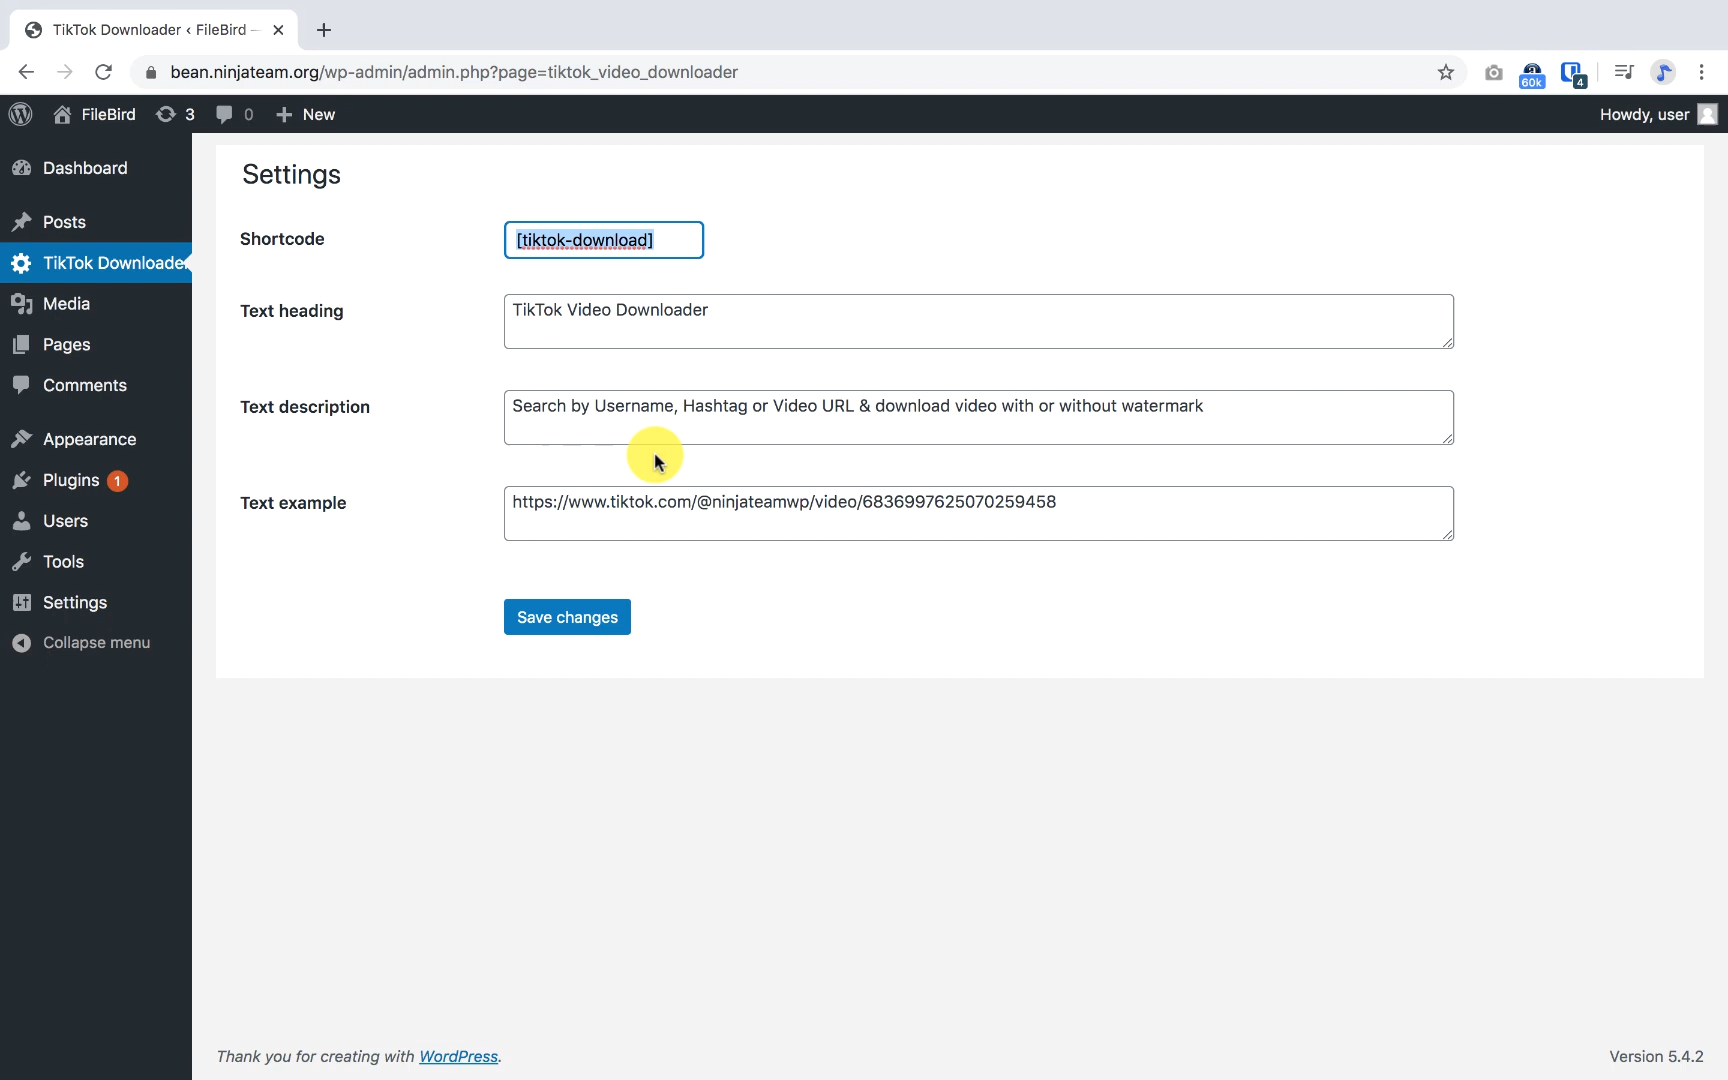 TikTok Downloader ‹ FileBird —
bean.ninjateam.org/wp-admin/admin.php?page=tiktok_video_downloader
60k
4
FileBird
3
0
New
Howdy, user
Dashboard
Posts
TikTok Downloader
Media
Pages
Comments
Appearance
Plugins 1
Users
Tools
Settings
Collapse menu
Settings
Shortcode
[tiktok-download]
Text heading
TikTok Video Downloader
Text description
Search by Username, Hashtag or Video URL & download video with or without watermark
Text example
https://www.tiktok.com/@ninjateamwp/video/6836997625070259458
Save changes
Thank you for creating with WordPress.
Version 5.4.2